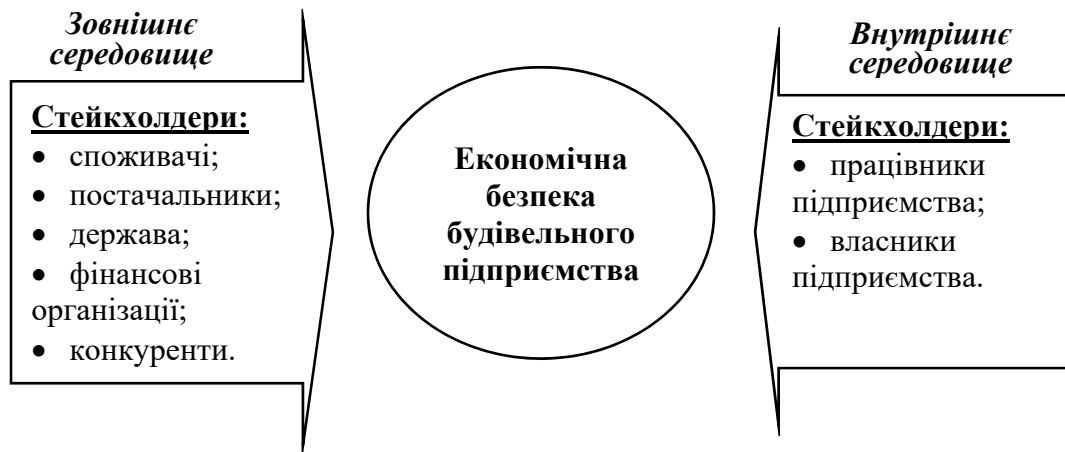 Зовнішнє
середовище
Стейкхолдери:
• споживачі;
• постачальники;
• держава;
• фінансові
організації;
• конкуренти.
Економічна
безпека
будівельного
підприємства
Внутрішнє
середовище
Стейкхолдери:
• працівники
підприємства;
• власники
підприємства.